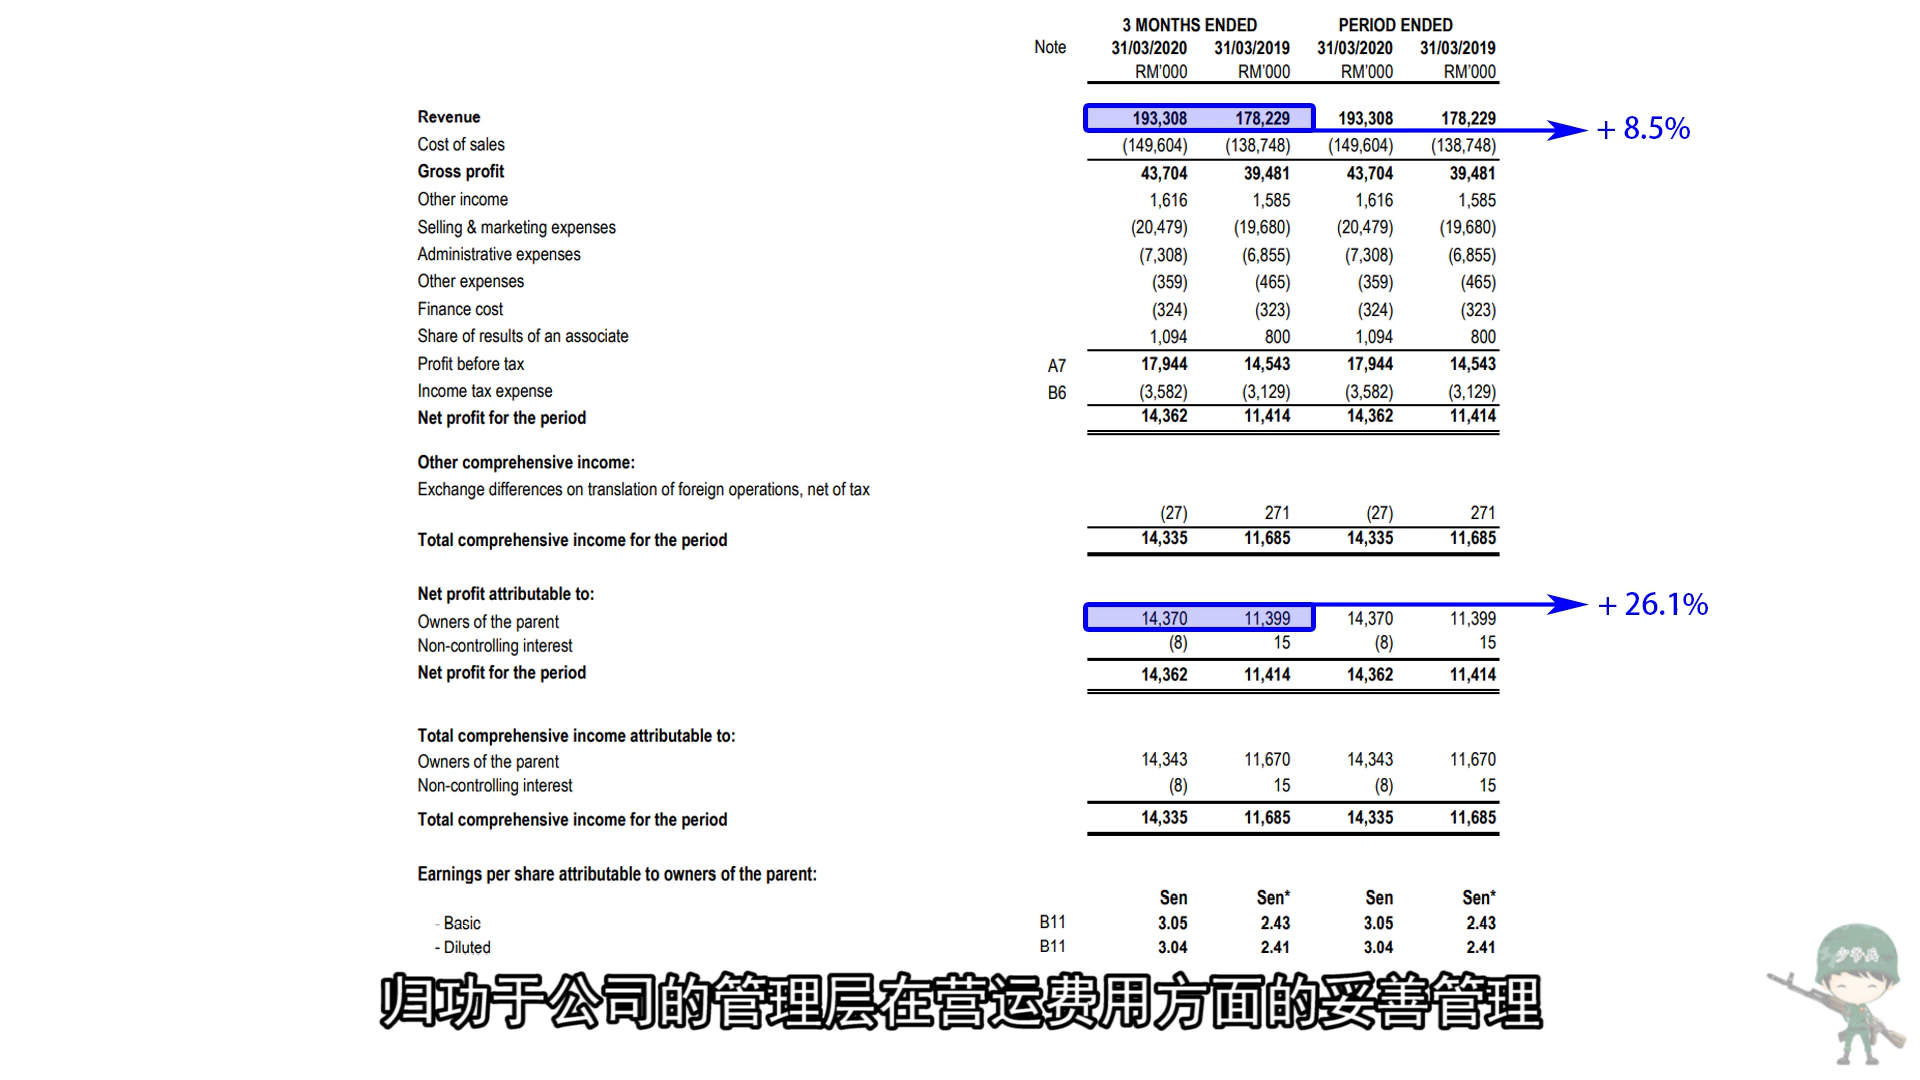 3 MONTHS ENDED PERIOD ENDED
Note 31/03/2020 31/03/2019 31/03/2020 31/03/2019
RM'000 RM'000 RM'000 RM'000
Revenue 193,308 178,229 193,308 178,229 + 8.5%
Cost of sales (149,604) (138,748) (149,604) (138,748)
Gross profit 43,704 39,481 43,704 39,481
Other income 1,616 1,585 1,616 1,585
Selling & marketing expenses (20,479) (19,680) (20,479) (19,680)
Administrative expenses (7,308) (6,855) (7,308) (6,855)
Other expenses (359) (465) (359) (465)
Finance cost (324) (323) (324) (323)
Share of results of an associate 1,094 800 1,094 800
Profit before tax A7 17,944 14,543 17,944 14,543
Income tax expense B6 (3,582) (3,129) (3,582) (3,129)
Net profit for the period 14,362 11,414 14,362 11,414
Other comprehensive income:
Exchange differences on translation of foreign operations, net of tax
(27) 271 (27) 271
Total comprehensive income for the period 14,335 11,685 14,335 11,685
Net profit attributable to:
Owners of the parent 14,370 11,399 14,370 11,399 + 26.1%
Non-controlling interest (8) 15 (8) 15
Net profit for the period 14,362 11,414 14,362 11,414
Total comprehensive income attributable to:
Owners of the parent 14,343 11,670 14,343 11,670
Non-controlling interest (8) 15 (8) 15
Total comprehensive income for the period 14,335 11,685 14,335 11,685
Earnings per share attributable to owners of the parent:
Sen Sen* Sen Sen*
- Basic B11 3.05 2.43 3.05 2.43
- Diluted B11 3.04 2.41 3.04 2.41
归功于公司的管理层在营运费用方面的妥善管理